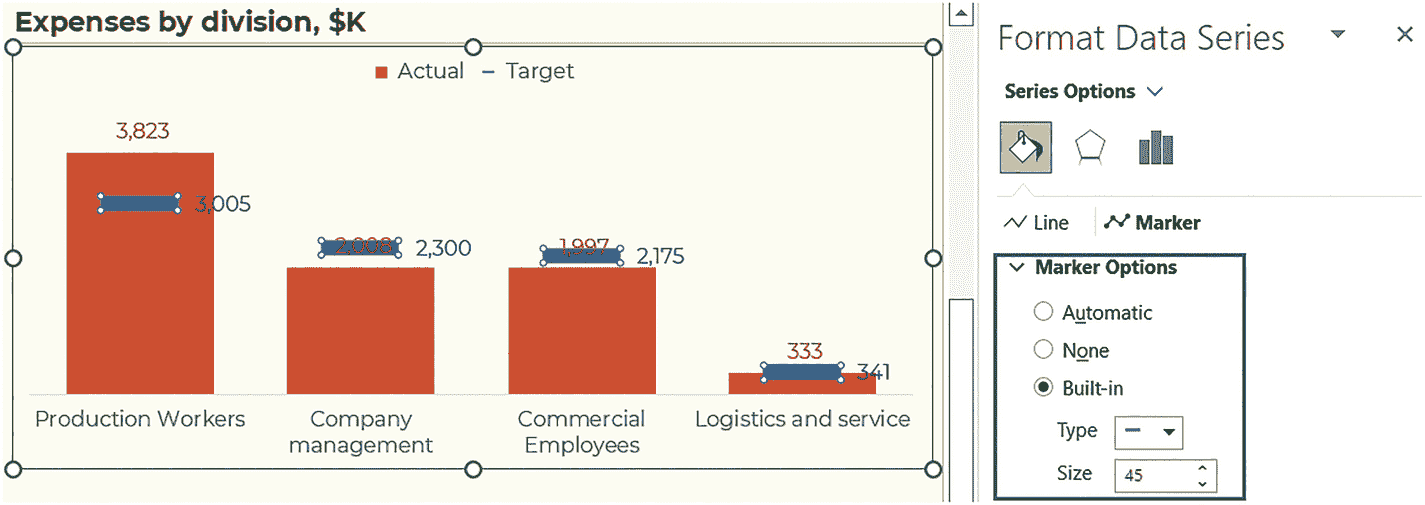 Expenses by division, $K
Actual Target
3,823
3,005
2,300
1,997
2,175
333
341
Production Workers
Company
management
Commercial
Employees
Logistics and service
Format Data Series
Series Options
Line
Marker
Marker Options
Automatic
None
Built-in
Type
Size 45